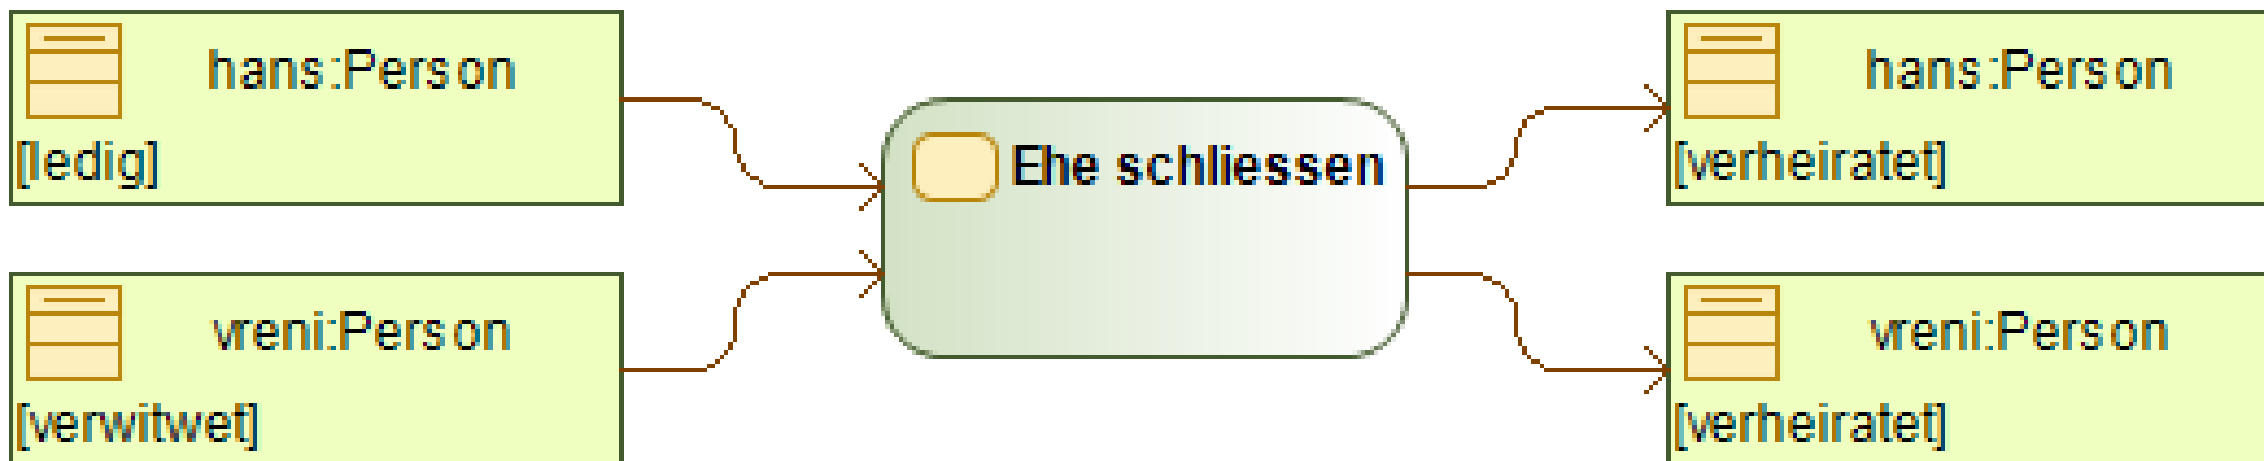 hans:Person
[ledig]
vreni:Person
[verwitwet]
Ehe schliessen
hans:Person
[verheiratet]
vreni:Person
[verheiratet]